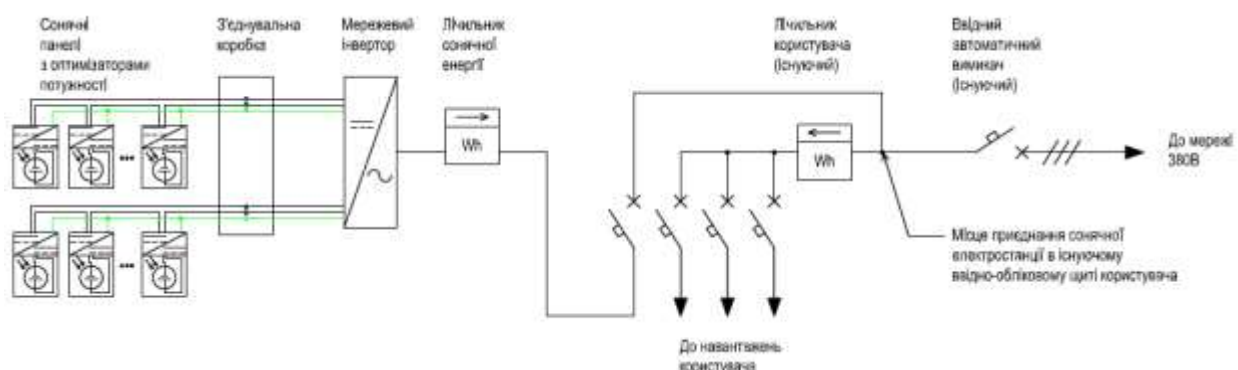 Сонячні
панелі
з оптимізаторами
потужності
З'єднувальна
коробка
Мережевий
інвертор
Лічильник
сонячної
енергії
Лічильник
користувача
(існуючий)
Ввідний
автоматичний
вимикач
(існуючий)
Wh
Wh
До мережі
380В
Місце приєднання сонячної
електростанції в існуючому
ввідно-обліковому щиті користувача
До навантажень
користувача